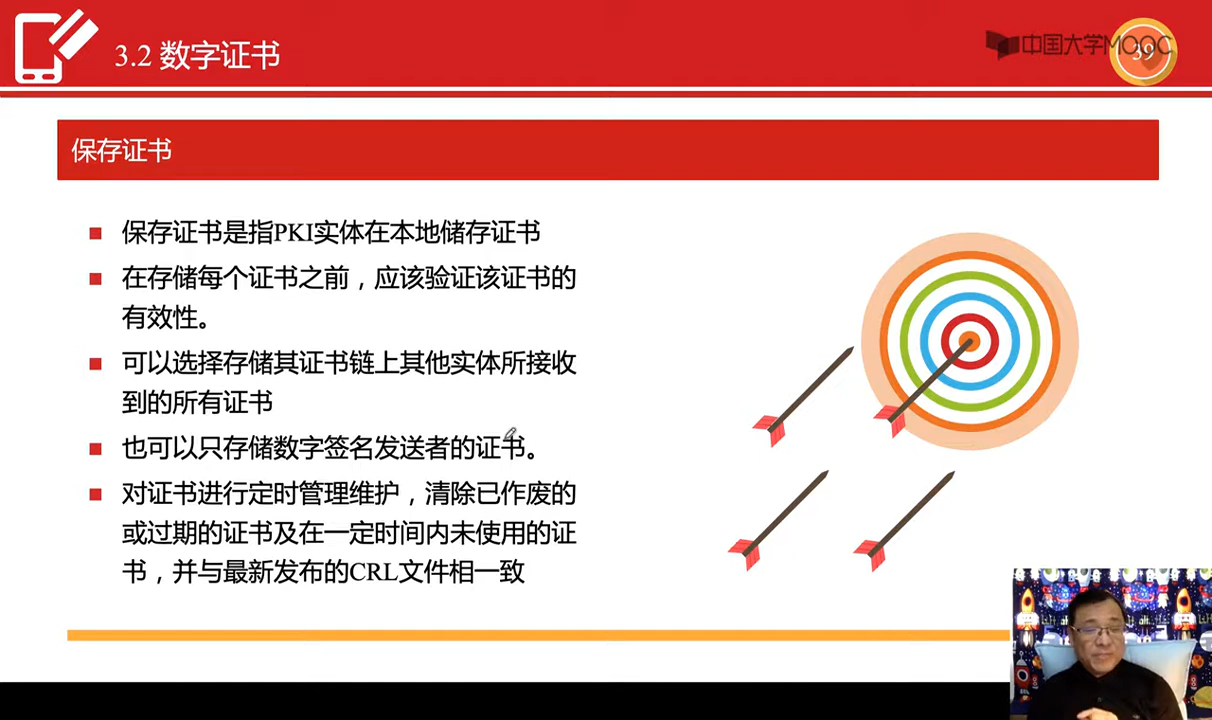 3.2 数字证书
中国大学MOOC
39
保存证书
保存证书是指PKI实体在本地储存证书
在存储每个证书之前，应该验证该证书的
有效性。
可以选择存储其证书链上其他实体所接收
到的所有证书
也可以只存储数字签名发送者的证书。
对证书进行定时管理维护，清除已作废的
或过期的证书及在一定时间内未使用的证
书，并与最新发布的CRL文件相一致